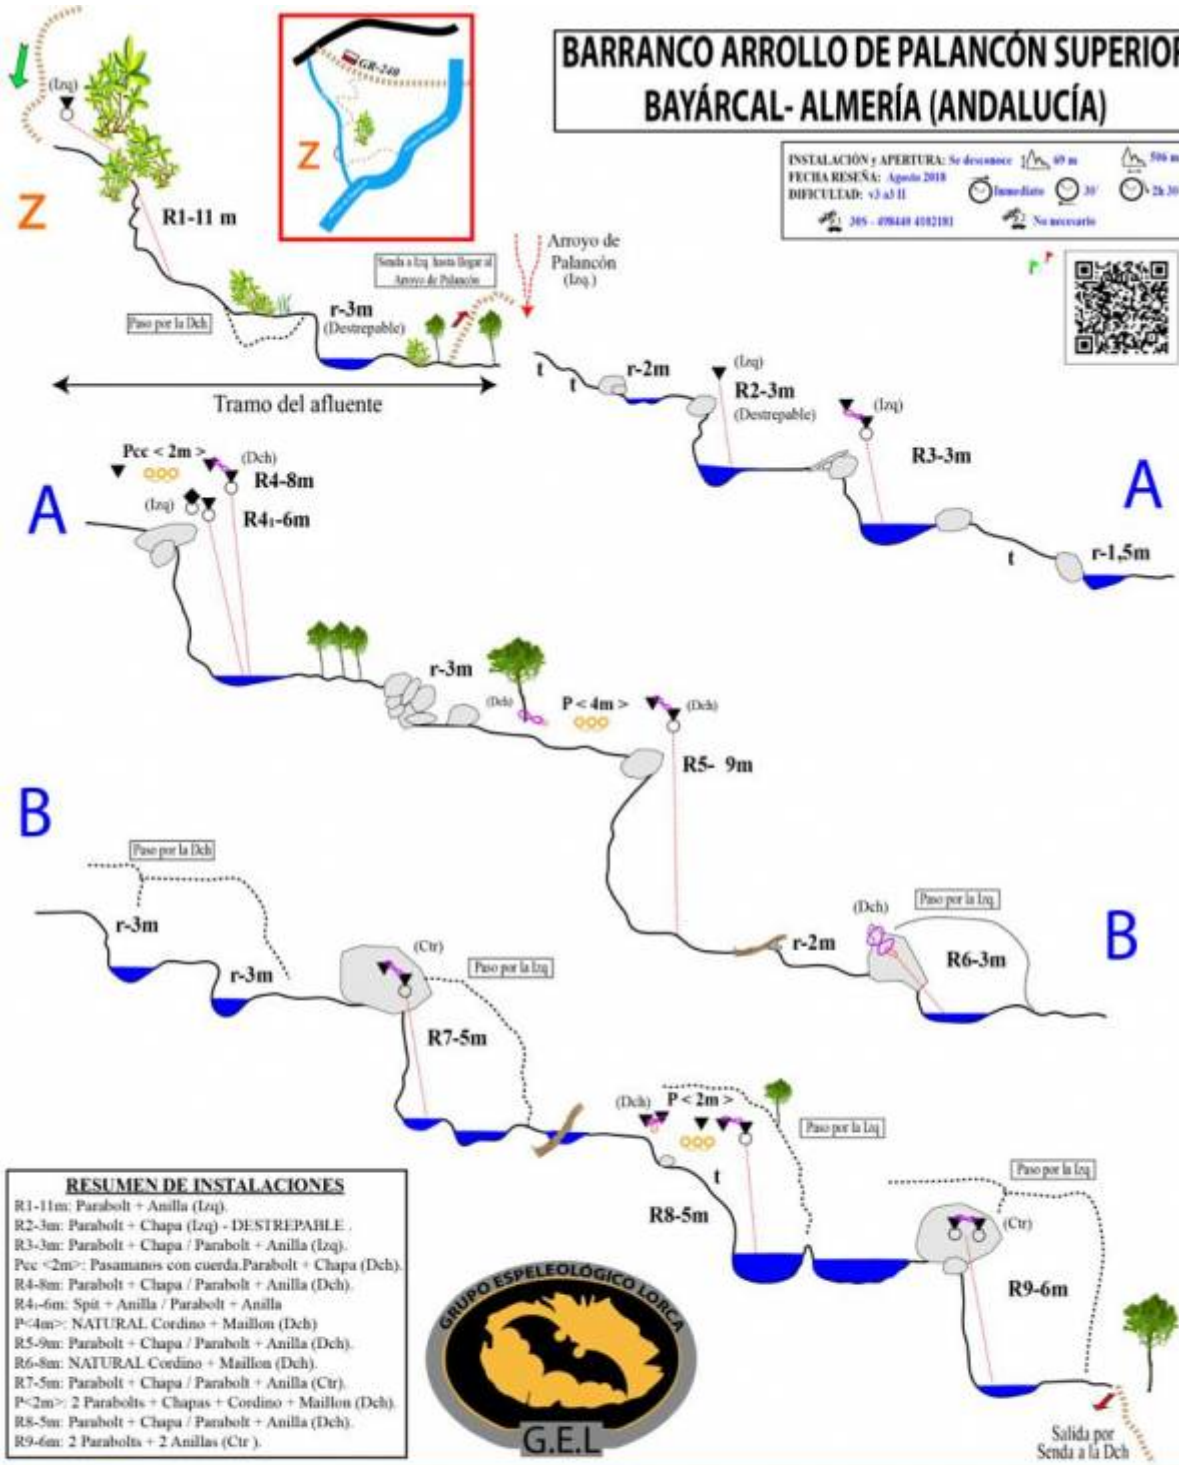 BARRANCO ARROLLO DE PALANCÓN SUPERIOR
BAYÁRCAL- ALMERÍA (ANDALUCÍA)
INSTALACIÓN y APERTURA: Se desconoce 69 m 506 m
FECHA RESEÑA: Agosto 2018 Inmediato 30' 2h 30
DIFICULTAD: v3 a3 II
30S - 498440 4102181 No necesario
(Izq)
GR-240
Z
Z
R1-11 m
Senda a Izq. hasta llegar al
Arroyo de Palancón
Arroyo de
Palancón
(Izq.)
r-3m
(Destrepable)
Paso por la Dch
Tramo del afluente
t
t
r-2m
(Izq)
R2-3m
(Destrepable)
(Izq)
R3-3m
A
t
r-1,5m
A
Pcc < 2m >
(Dch)
R4-8m
(Izq)
R4₁-6m
r-3m
(Dch)
P < 4m >
(Dch)
R5- 9m
B
r-2m
(Dch)
Paso por la Izq
R6-3m
B
Paso por la Dch
r-3m
r-3m
(Ctr)
Paso por la Izq
R7-5m
(Dch)
P < 2m >
Paso por la Izq
t
R8-5m
Paso por la Izq
(Ctr)
R9-6m
Salida por
Senda a la Dch
RESUMEN DE INSTALACIONES
R1-11m: Parabolt + Anilla (Izq).
R2-3m: Parabolt + Chapa (Izq) - DESTREPABLE .
R3-3m: Parabolt + Chapa / Parabolt + Anilla (Izq).
Pcc <2m>: Pasamanos con cuerda.Parabolt + Chapa (Dch).
R4-8m: Parabolt + Chapa / Parabolt + Anilla (Dch).
R4₁-6m: Spit + Anilla / Parabolt + Anilla
P<4m>: NATURAL Cordino + Maillon (Dch)
R5-9m: Parabolt + Chapa / Parabolt + Anilla (Dch).
R6-8m: NATURAL Cordino + Maillon (Dch).
R7-5m: Parabolt + Chapa / Parabolt + Anilla (Ctr).
P<2m>: 2 Parabolts + Chapas + Cordino + Maillon (Dch).
R8-5m: Parabolt + Chapa / Parabolt + Anilla (Dch).
R9-6m: 2 Parabolts + 2 Anillas (Ctr ).
GRUPO ESPELEOLÓGICO LORCA
G.E.L